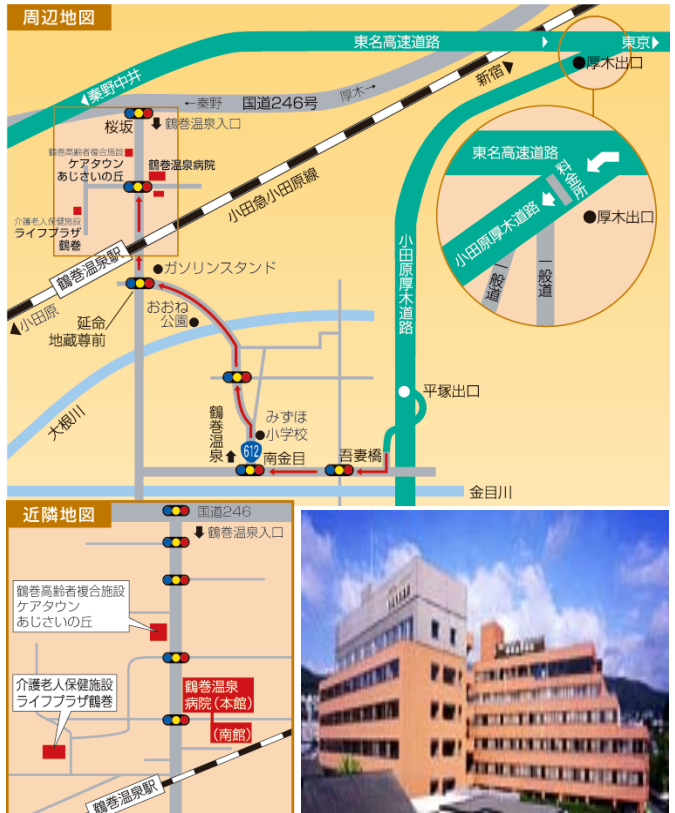 周辺地図
東名高速道路
東京
厚木出口
秦野中井
新宿
←秦野
国道246号
厚木→
桜坂
鶴巻温泉入口
鶴巻高齢者複合施設
ケアタウン
あじさいの丘
鶴巻温泉病院
介護老人保健施設
ライフプラザ
鶴巻
小田急小田原線
鶴巻温泉駅
小田原
ガソリンスタンド
延命
地蔵尊前
おおね
公園
大根川
鶴巻温泉
みずほ
小学校
612
南金目
吾妻橋
平塚出口
小田原厚木道路
金目川
東名高速道路
料金所
厚木出口
小田原厚木道路
一般道
一般道
近隣地図
国道246
鶴巻温泉入口
鶴巻高齢者複合施設
ケアタウン
あじさいの丘
介護老人保健施設
ライフプラザ鶴巻
鶴巻温泉
病院(本館)
(南館)
鶴巻温泉駅